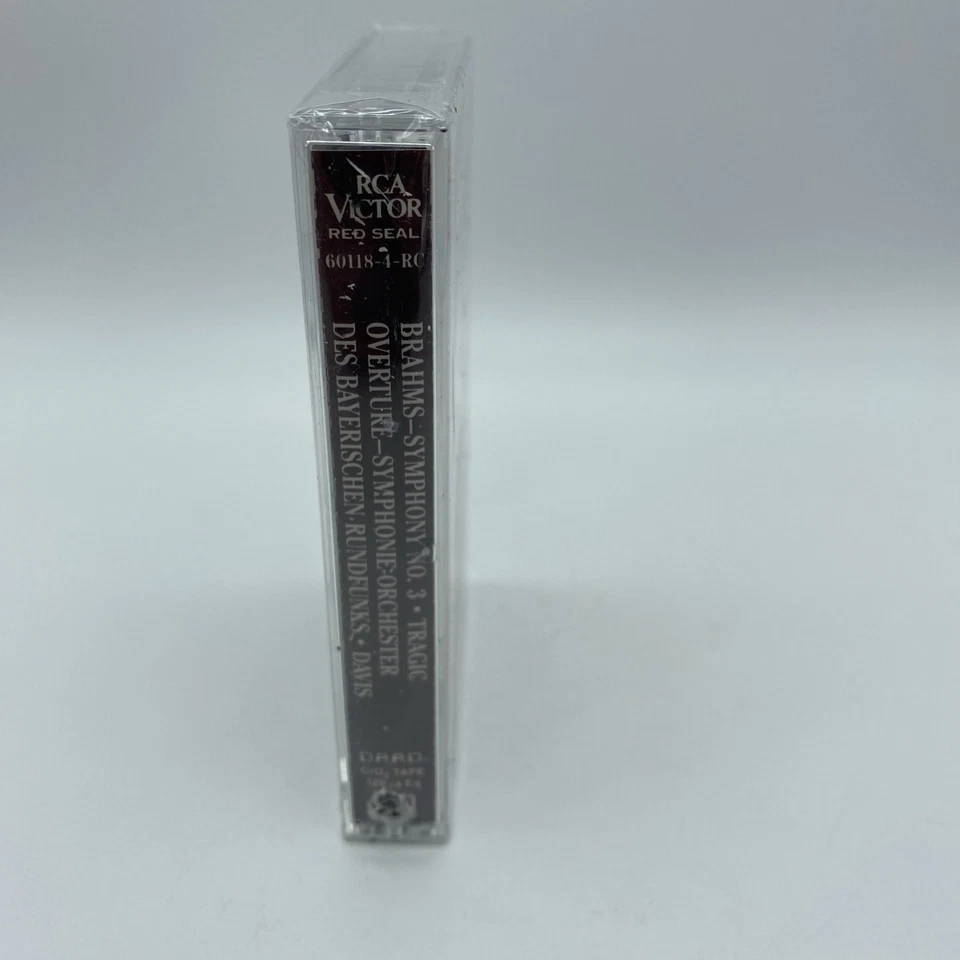 RCA
VICTOR
RED SEAL
60118-4-RC
BRAHMS–SYMPHONY NO. 3 • TRAGIC
OVERTURE–SYMPHONIE-ORCHESTER
DES BAYERISCHEN RUNDFUNKS • DAVIS
TAPE